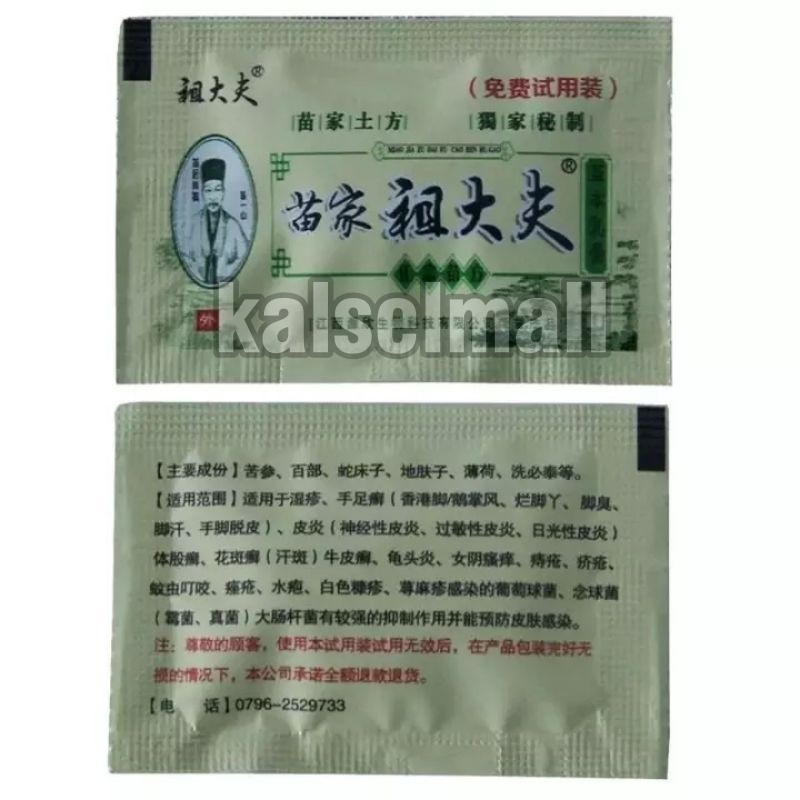 祖大夫®
(免费试用装)
苗家土方
獨家秘制
MIAO JIA ZU DAI FU CAO BEN RU GAO
苗家 祖大夫®
外
kalselmall
【主要成份】苦参、百部、蛇床子、地肤子、薄荷、洗必泰等。
【适用范围】适用于湿疹、手足癣（香港脚/鹅掌风、烂脚丫、脚臭、
脚汗、手脚脱皮）、皮炎（神经性皮炎、过敏性皮炎、日光性皮炎）
体股癣、花斑癣（汗斑）牛皮癣、龟头炎、女阴瘙痒、痔疮、疥疮、
蚊虫叮咬、痤疮、水疱、白色糠疹、荨麻疹感染的葡萄球菌、念球菌
（霉菌、真菌）大肠杆菌有较强的抑制作用并能预防皮肤感染。
注：尊敬的顾客，使用本试用装试用无效后，在产品包装完好无
损的情况下，本公司承诺全额退款退货。
【电 话】0796-2529733